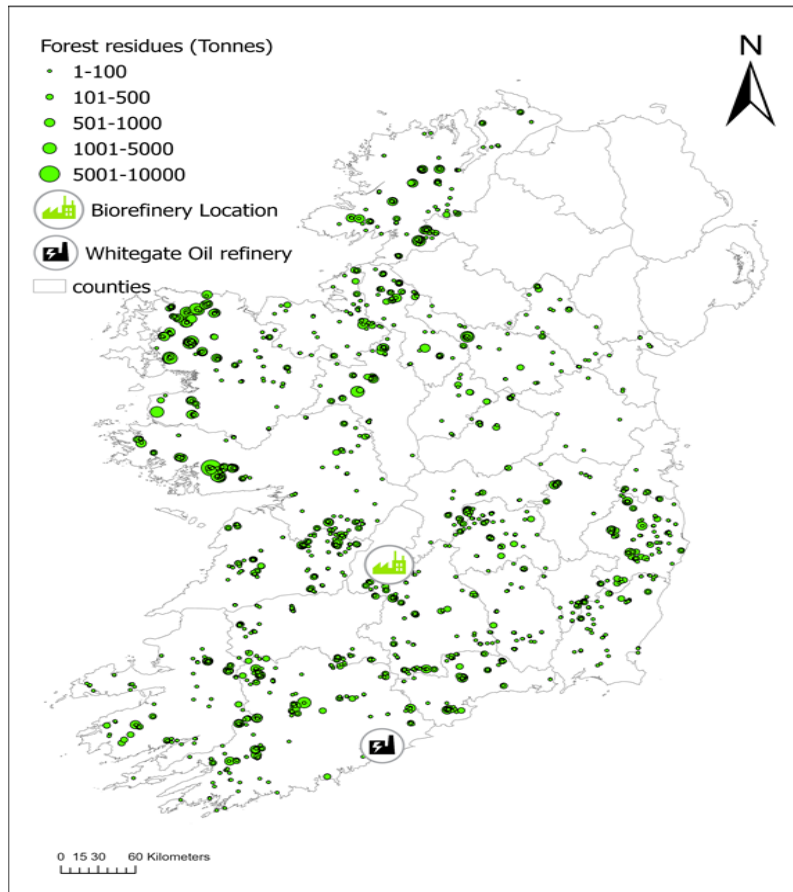 Forest residues (Tonnes)
1-100
101-500
501-1000
1001-5000
5001-10000
Biorefinery Location
Whitegate Oil refinery
counties
N
0 15 30 60 Kilometers